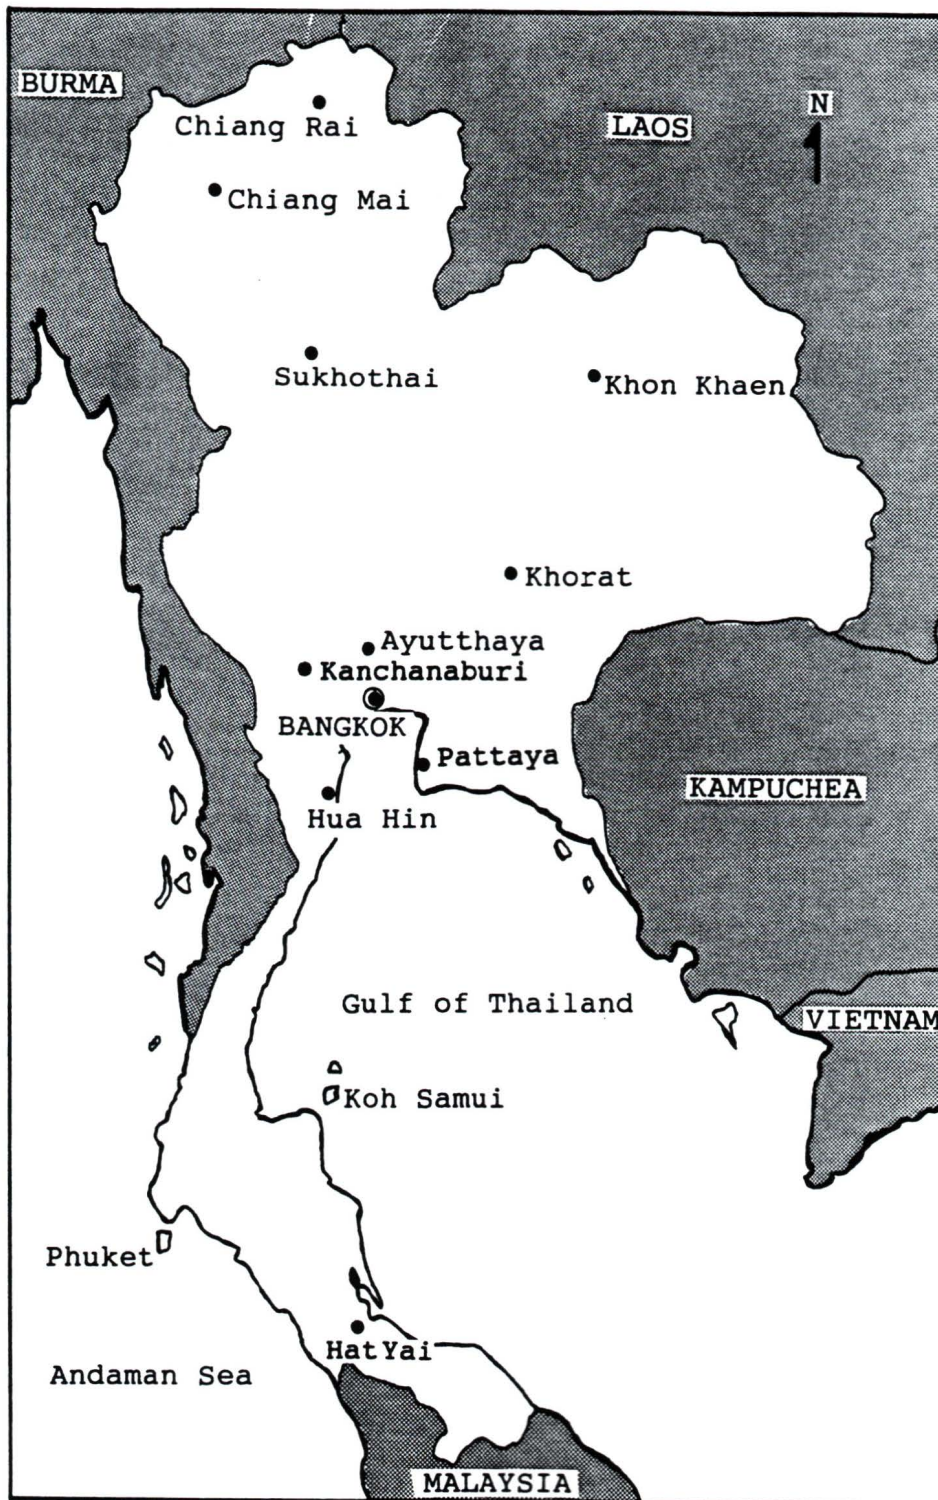 BURMA
N
Chiang Rai
LAOS
Chiang Mai
Sukhothai
Khon Khaen
Khorat
Ayutthaya
Kanchanaburi
BANGKOK
Pattaya
KAMPUCHEA
Hua Hin
Gulf of Thailand
VIETNAM
Koh Samui
Phuket
Hat Yai
Andaman Sea
MALAYSIA